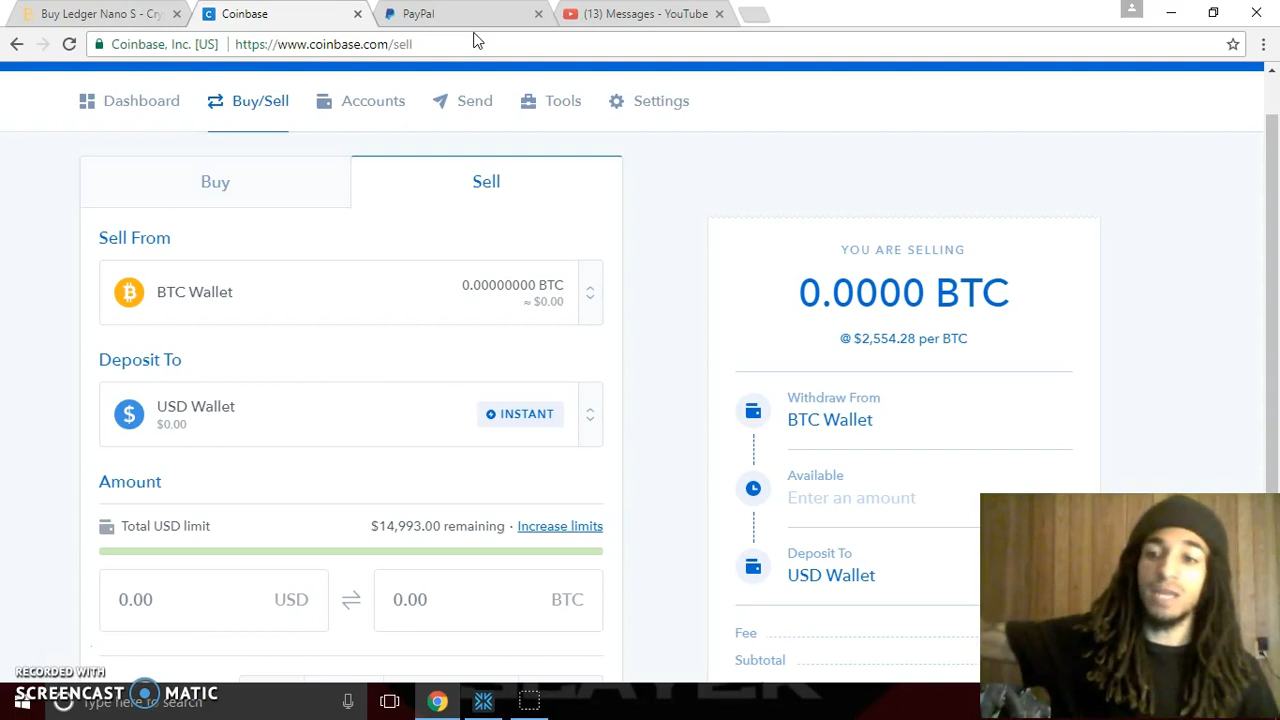 Buy Ledger Nano S - Cry
Coinbase
PayPal
(13) Messages - YouTube
Coinbase, Inc. [US]
https://www.coinbase.com/sell
Dashboard
Buy/Sell
Accounts
Send
Tools
Settings
Buy
Sell
Sell From
BTC Wallet
0.00000000 BTC
≈ $0.00
Deposit To
USD Wallet
$0.00
INSTANT
Amount
Total USD limit
$14,993.00 remaining · Increase limits
0.00 USD
0.00 BTC
YOU ARE SELLING
0.0000 BTC
@ $2,554.28 per BTC
Withdraw From
BTC Wallet
Available
Enter an amount
Deposit To
USD Wallet
Fee
Subtotal
RECORDED WITH
SCREENCAST MATIC
Type here to search